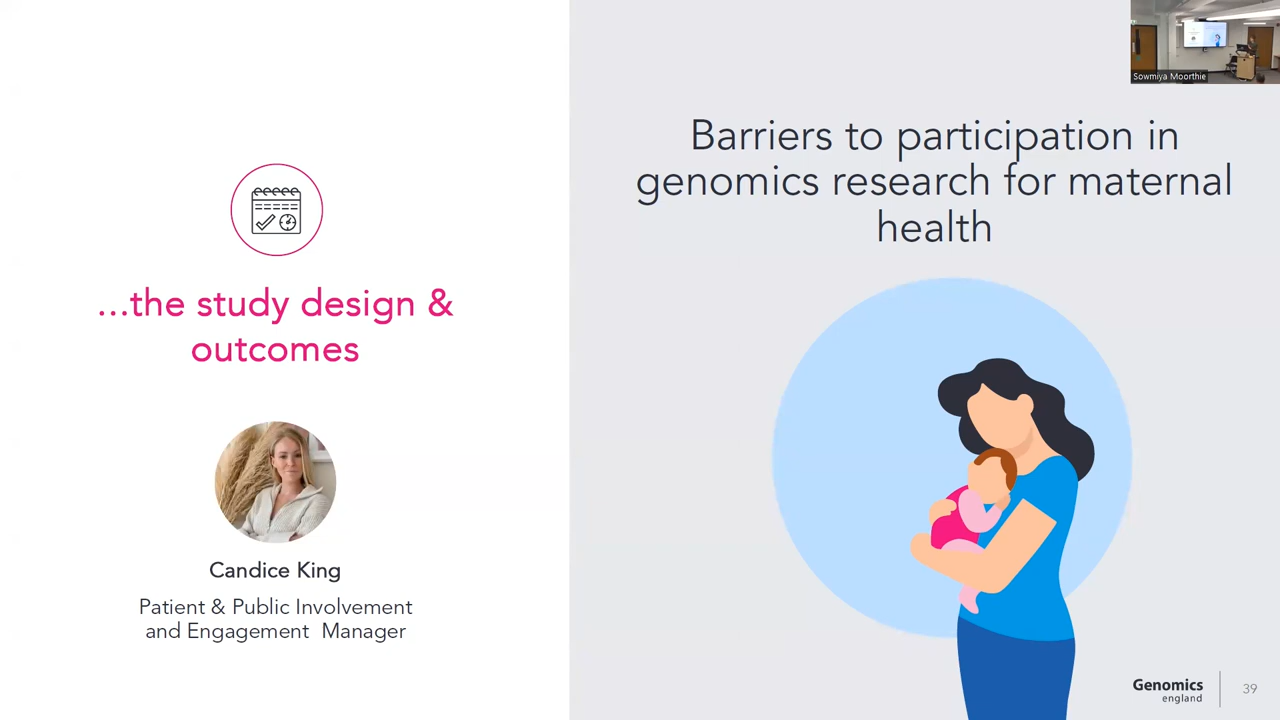 …the study design &
outcomes
Candice King
Patient & Public Involvement
and Engagement Manager
Barriers to participation in
genomics research for maternal
health
Sowmiya Moorthie
Genomics
england
39